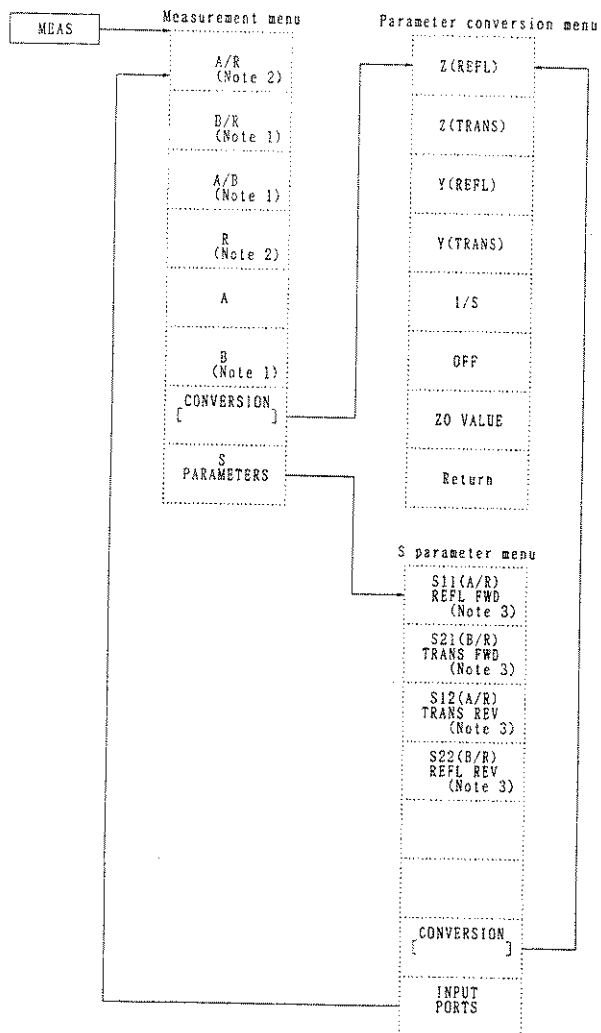 MEAS
Measurement menu
A/R
(Note 2)
B/R
(Note 1)
A/B
(Note 1)
R
(Note 2)
A
B
(Note 1)
[CONVERSION]
S
PARAMETERS
Parameter conversion menu
Z(REFL)
Z(TRANS)
Y(REFL)
Y(TRANS)
1/S
OFF
ZO VALUE
Return
S parameter menu
S11(A/R)
REFL FWD
(Note 3)
S21(B/R)
TRANS FWD
(Note 3)
S12(A/R)
TRANS REV
(Note 3)
S22(B/R)
REFL REV
(Note 3)
[CONVERSION]
INPUT
PORTS